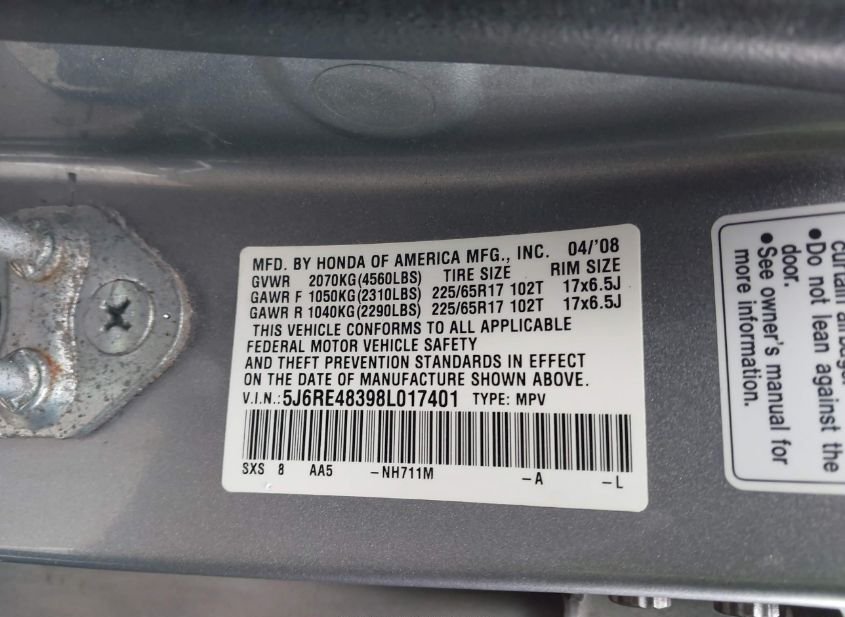 MFD. BY HONDA OF AMERICA MFG., INC. 04/'08
GVWR 2070KG(4560LBS) TIRE SIZE RIM SIZE
GAWR F 1050KG(2310LBS) 225/65R17 102T 17x6.5J
GAWR R 1040KG(2290LBS) 225/65R17 102T 17x6.5J
THIS VEHICLE CONFORMS TO ALL APPLICABLE
FEDERAL MOTOR VEHICLE SAFETY
AND THEFT PREVENTION STANDARDS IN EFFECT
ON THE DATE OF MANUFACTURE SHOWN ABOVE.
V.I.N.:5J6RE48398L017401 TYPE: MPV
SXS 8 AA5 -NH711M -A -L
curtain airbag
•Do not lean against the
door.
•See owner's manual for
more information.